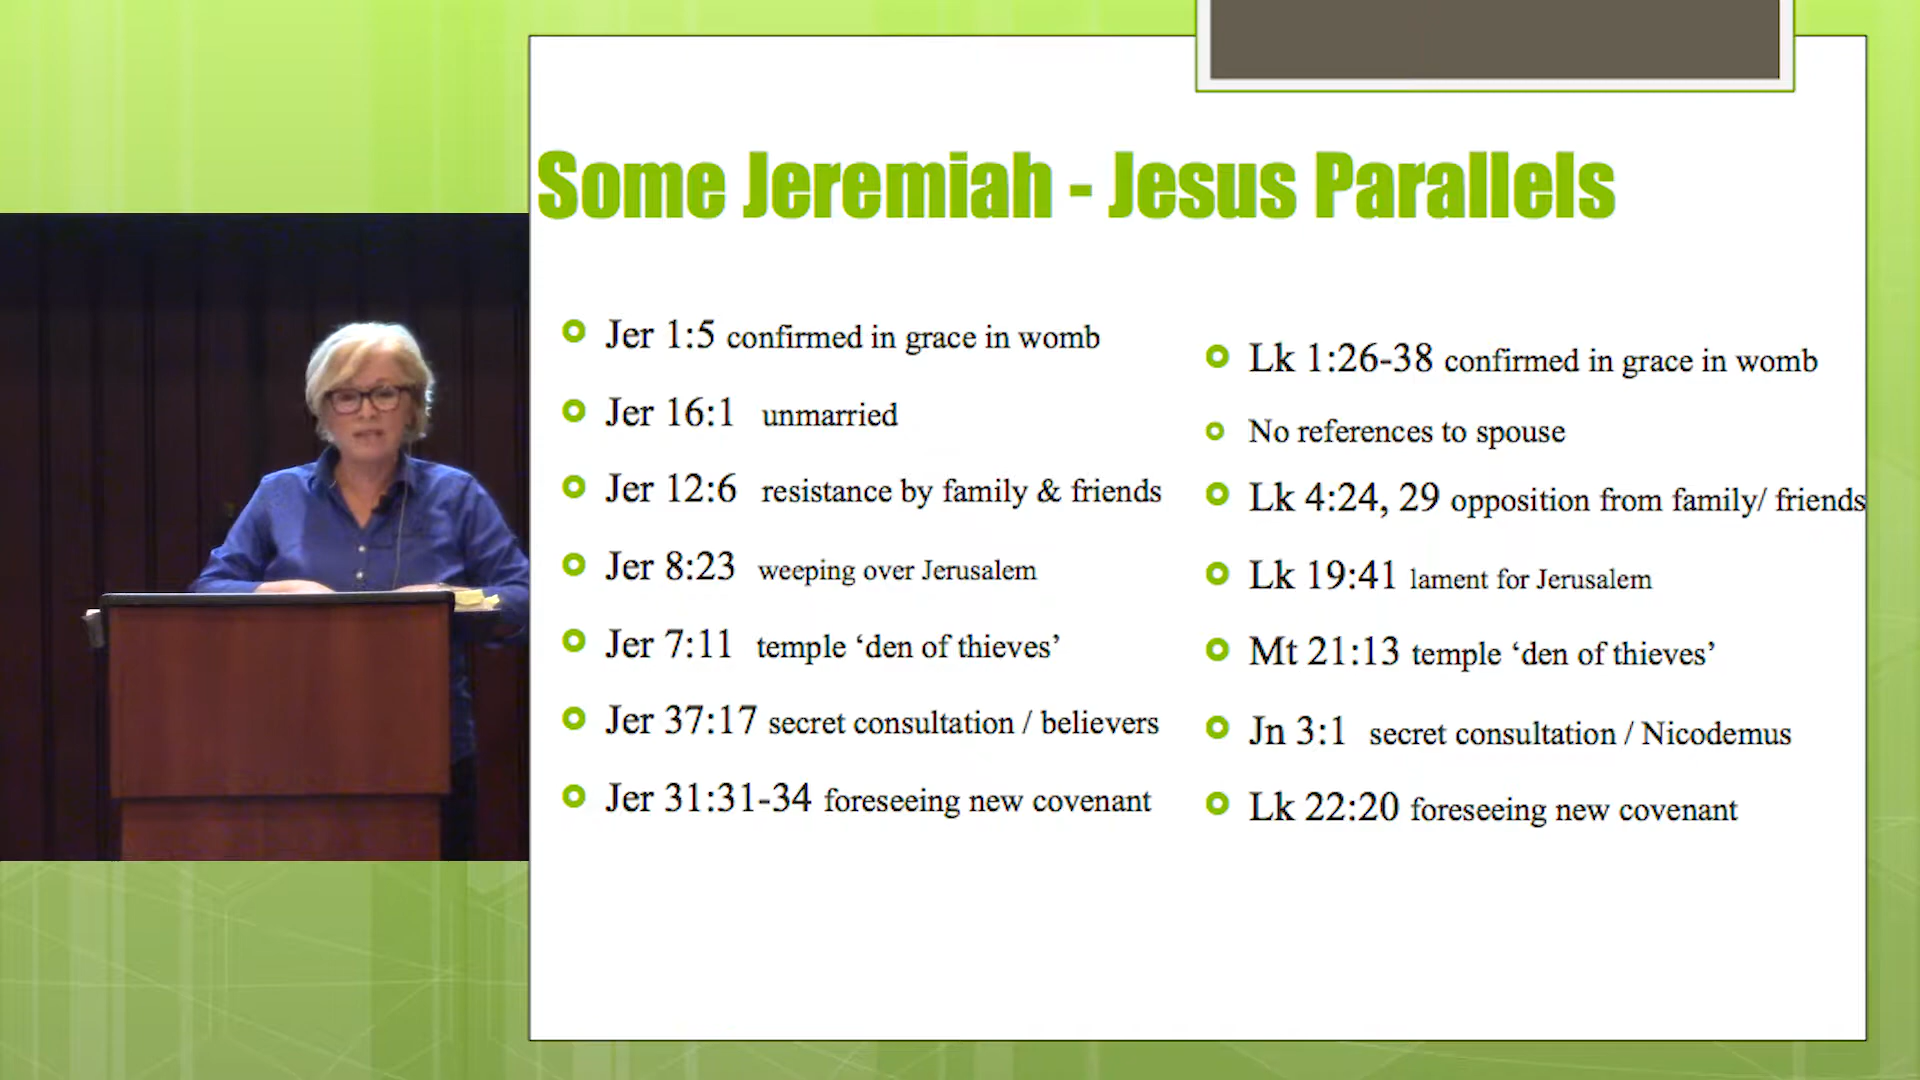 Some Jeremiah - Jesus Parallels
Jer 1:5 confirmed in grace in womb
Jer 16:1 unmarried
Jer 12:6 resistance by family & friends
Jer 8:23 weeping over Jerusalem
Jer 7:11 temple ‘den of thieves’
Jer 37:17 secret consultation / believers
Jer 31:31-34 foreseeing new covenant
Lk 1:26-38 confirmed in grace in womb
No references to spouse
Lk 4:24, 29 opposition from family/ friends
Lk 19:41 lament for Jerusalem
Mt 21:13 temple ‘den of thieves’
Jn 3:1 secret consultation / Nicodemus
Lk 22:20 foreseeing new covenant